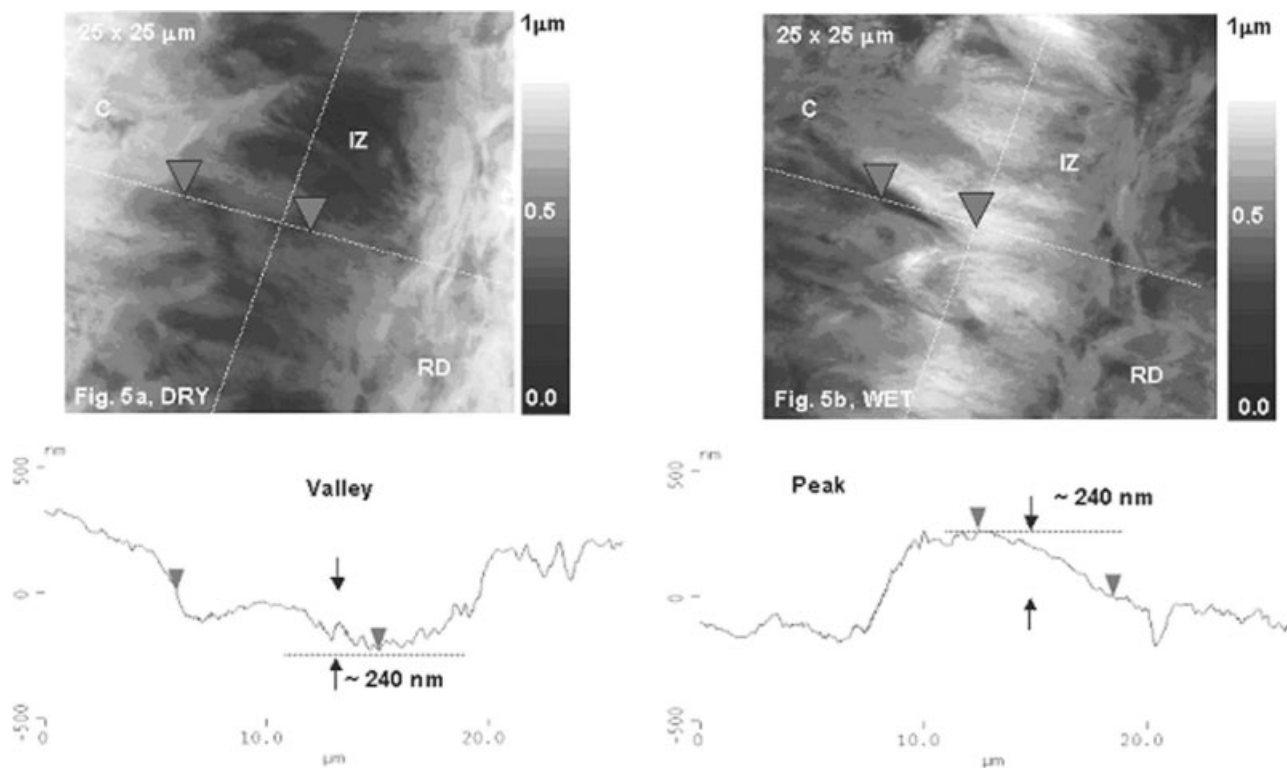 25 x 25 µm
1µm
C
IZ
0.5
RD
Fig. 5a, DRY
0.0
25 x 25 µm
1µm
C
IZ
0.5
RD
Fig. 5b, WET
0.0
nm
500
Valley
0
~ 240 nm
-500
0
10.0
20.0
µm
nm
500
Peak
~ 240 nm
0
-500
0
10.0
20.0
µm